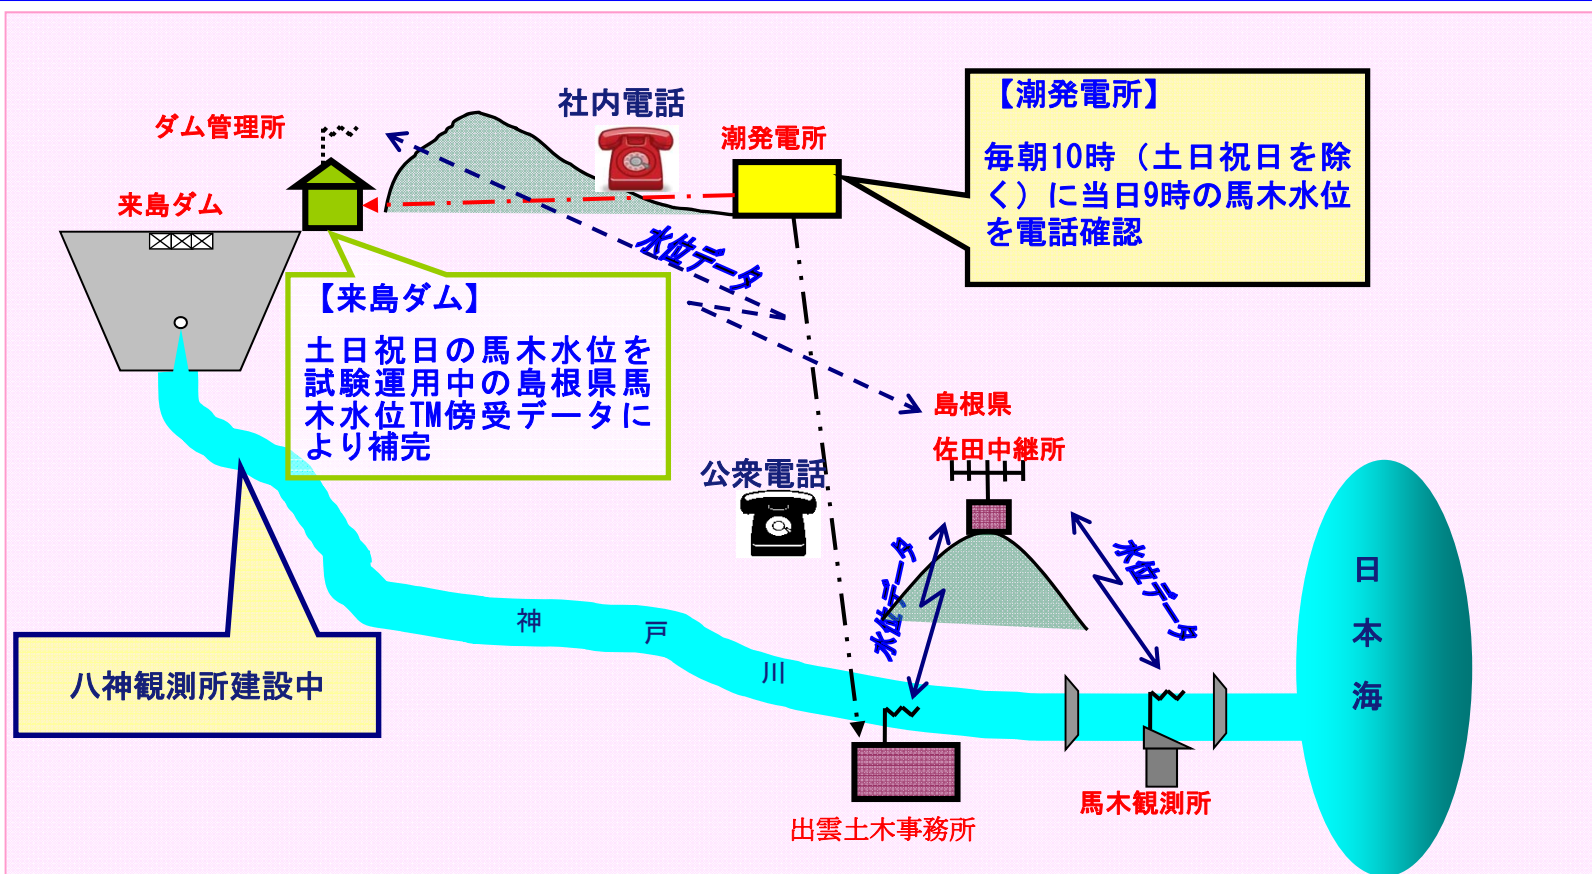 社内電話
ダム管理所
潮発電所
【潮発電所】
毎朝10時（土日祝日を除
く）に当日9時の馬木水位
を電話確認
来島ダム
水位データ
【来島ダム】
土日祝日の馬木水位を
試験運用中の島根県馬
木水位TM傍受データに
より補完
島根県
佐田中継所
公衆電話
水位データ
水位データ
日本海
神戸川
八神観測所建設中
馬木観測所
出雲土木事務所